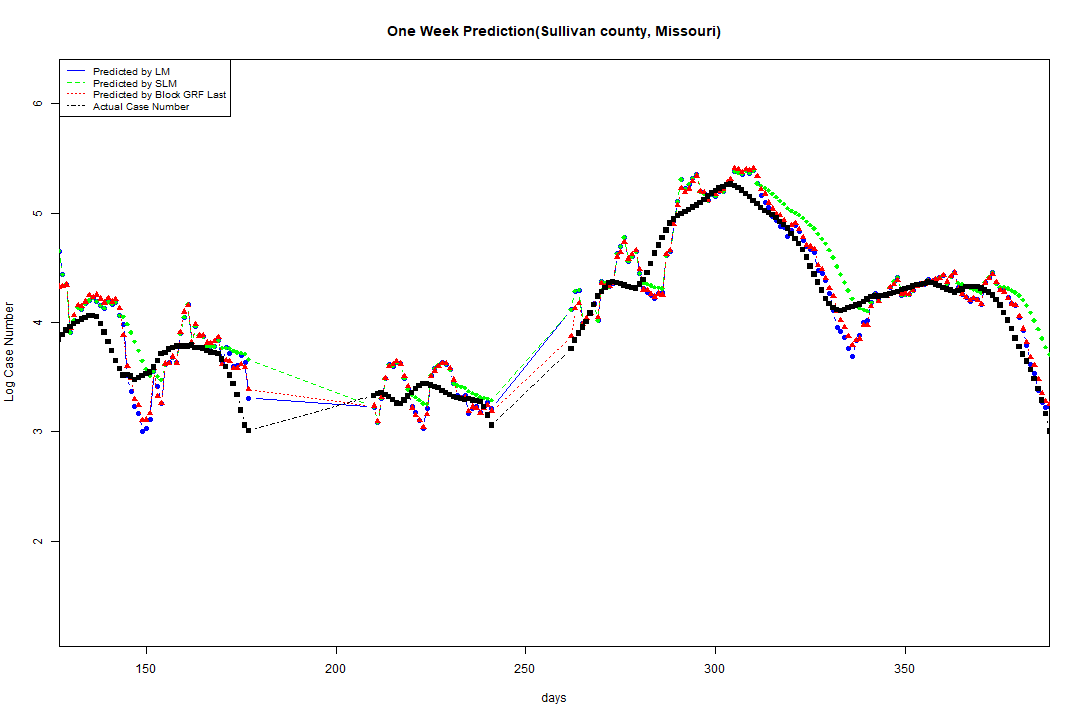 One Week Prediction(Sullivan county, Missouri)
Predicted by LM
Predicted by SLM
Predicted by Block GRF Last
Actual Case Number
6
5
4
3
2
Log Case Number
150
200
250
300
350
days